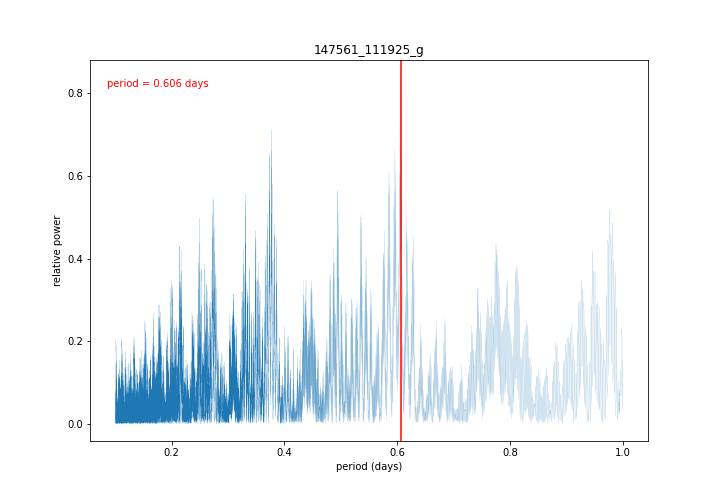 147561_111925_g
period = 0.606 days
relative power
0.8
0.6
0.4
0.2
0.0
0.2 0.4 0.6 0.8 1.0
period (days)